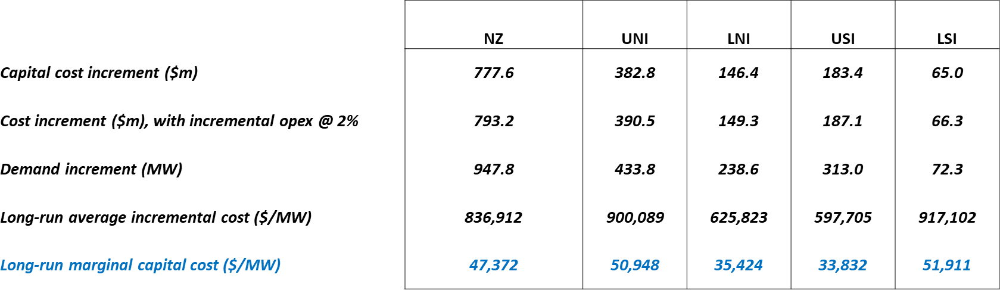 NZ UNI LNI USI LSI
Capital cost increment ($m) 777.6 382.8 146.4 183.4 65.0
Cost increment ($m), with incremental opex @ 2% 793.2 390.5 149.3 187.1 66.3
Demand increment (MW) 947.8 433.8 238.6 313.0 72.3
Long-run average incremental cost ($/MW) 836,912 900,089 625,823 597,705 917,102
Long-run marginal capital cost ($/MW) 47,372 50,948 35,424 33,832 51,911